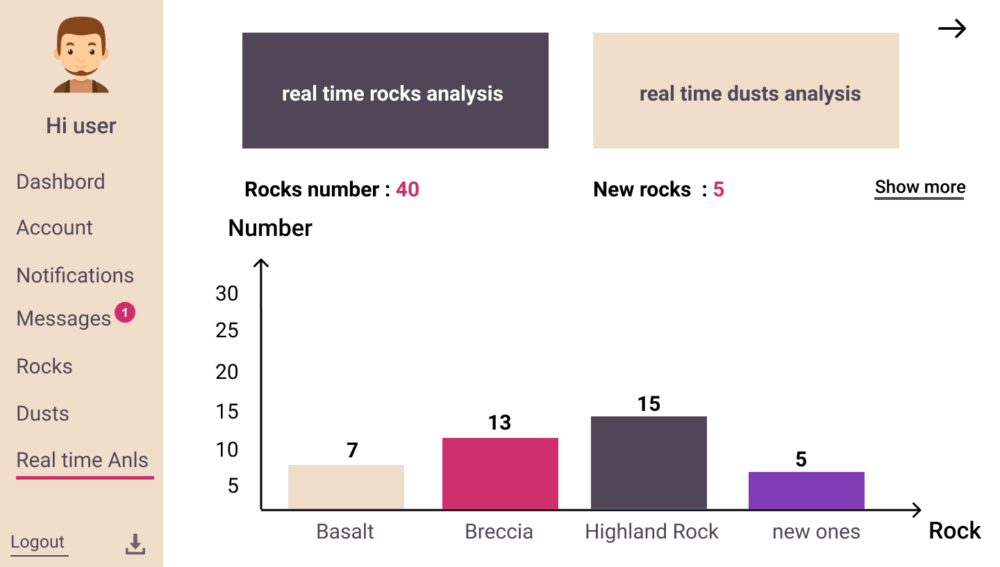 Hi user
Dashbord
Account
Notifications
Messages 1
Rocks
Dusts
Real time Anls
Logout
real time rocks analysis
real time dusts analysis
Rocks number : 40
New rocks : 5
Show more
Number
30
25
20
15
10
5
7
13
15
5
Basalt
Breccia
Highland Rock
new ones
Rock